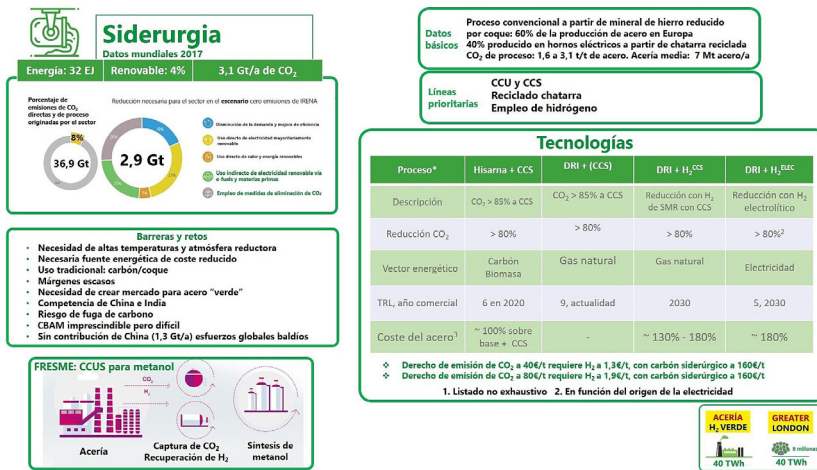 Siderurgia
Datos mundiales 2017
Energía: 32 EJ
Renovable: 4%
3,1 Gt/a de CO2
Porcentaje de
emisiones de CO2
directas y de proceso
originadas por el sector
8%
36,9 Gt
Reducción necesaria para el sector en el escenario cero emisiones de IRENA
2,9 Gt
Disminución de la demanda y mejora de eficiencia
Uso directo de electricidad mayoritariamente
renovable
Uso directo de calor y energía renovables
Uso indirecto de electricidad renovable vía
e-fuels y materias primas
Empleo de medidas de eliminación de CO2
Barreras y retos
• Necesidad de altas temperaturas y atmósfera reductora
• Necesaria fuente energética de coste reducido
• Uso tradicional: carbón/coque
• Márgenes escasos
• Necesidad de crear mercado para acero “verde”
• Competencia de China e India
• Riesgo de fuga de carbono
• CBAM imprescindible pero difícil
• Sin contribución de China (1,3 Gt/a) esfuerzos globales baldíos
FRESME: CCUS para metanol
CO2
H2
Acería
Captura de CO2
Recuperación de H2
Síntesis de
metanol
Datos
básicos
Proceso convencional a partir de mineral de hierro reducido
por coque: 60% de la producción de acero en Europa
40% producido en hornos eléctricos a partir de chatarra reciclada
CO2 de proceso: 1,6 a 3,1 t/t de acero. Acería media: 7 Mt acero/a
Líneas
prioritarias
CCU y CCS
Reciclado chatarra
Empleo de hidrógeno
Tecnologías
Proceso*
Hisarna + CCS
DRI + (CCS)
DRI + H2CCS
DRI + H2ELEC
Descripción
CO2 > 85% a CCS
CO2 > 85% a CCS
Reducción con H2
de SMR con CCS
Reducción con H2
electrolítico
Reducción CO2
> 80%
> 80%
> 80%
> 80%2
Vector energético
Carbón
Biomasa
Gas natural
Gas natural
Electricidad
TRL, año comercial
6 en 2020
9, actualidad
2030
5, 2030
Coste del acero3
~ 100% sobre
base + CCS
-
~ 130% - 180%
~ 180%
❖ Derecho de emisión de CO2 a 40€/t requiere H2 a 1,3€/t, con carbón siderúrgico a 160€/t
❖ Derecho de emisión de CO2 a 80€/t requiere H2 a 1,9€/t, con carbón siderúrgico a 160€/t
1. Listado no exhaustivo 2. En función del origen de la electricidad
ACERÍA
H2 VERDE
40 TWh
GREATER
LONDON
9 millones
40 TWh